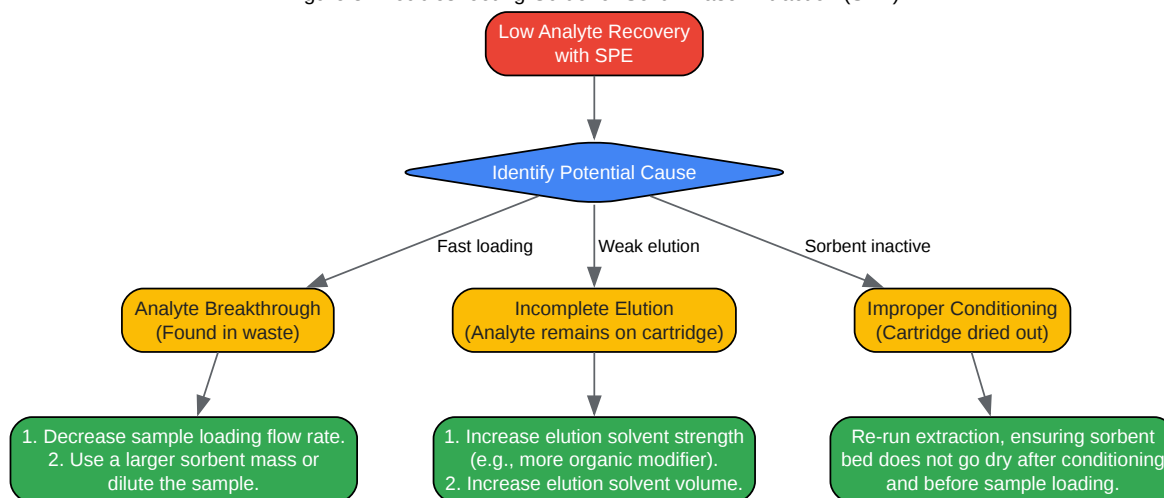 Low Analyte Recovery
with SPE
Identify Potential Cause
Fast loading
Weak elution
Sorbent inactive
Analyte Breakthrough
(Found in waste)
Incomplete Elution
(Analyte remains on cartridge)
Improper Conditioning
(Cartridge dried out)
1. Decrease sample loading flow rate.
2. Use a larger sorbent mass or
dilute the sample.
1. Increase elution solvent strength
(e.g., more organic modifier).
2. Increase elution solvent volume.
Re-run extraction, ensuring sorbent
bed does not go dry after conditioning
and before sample loading.